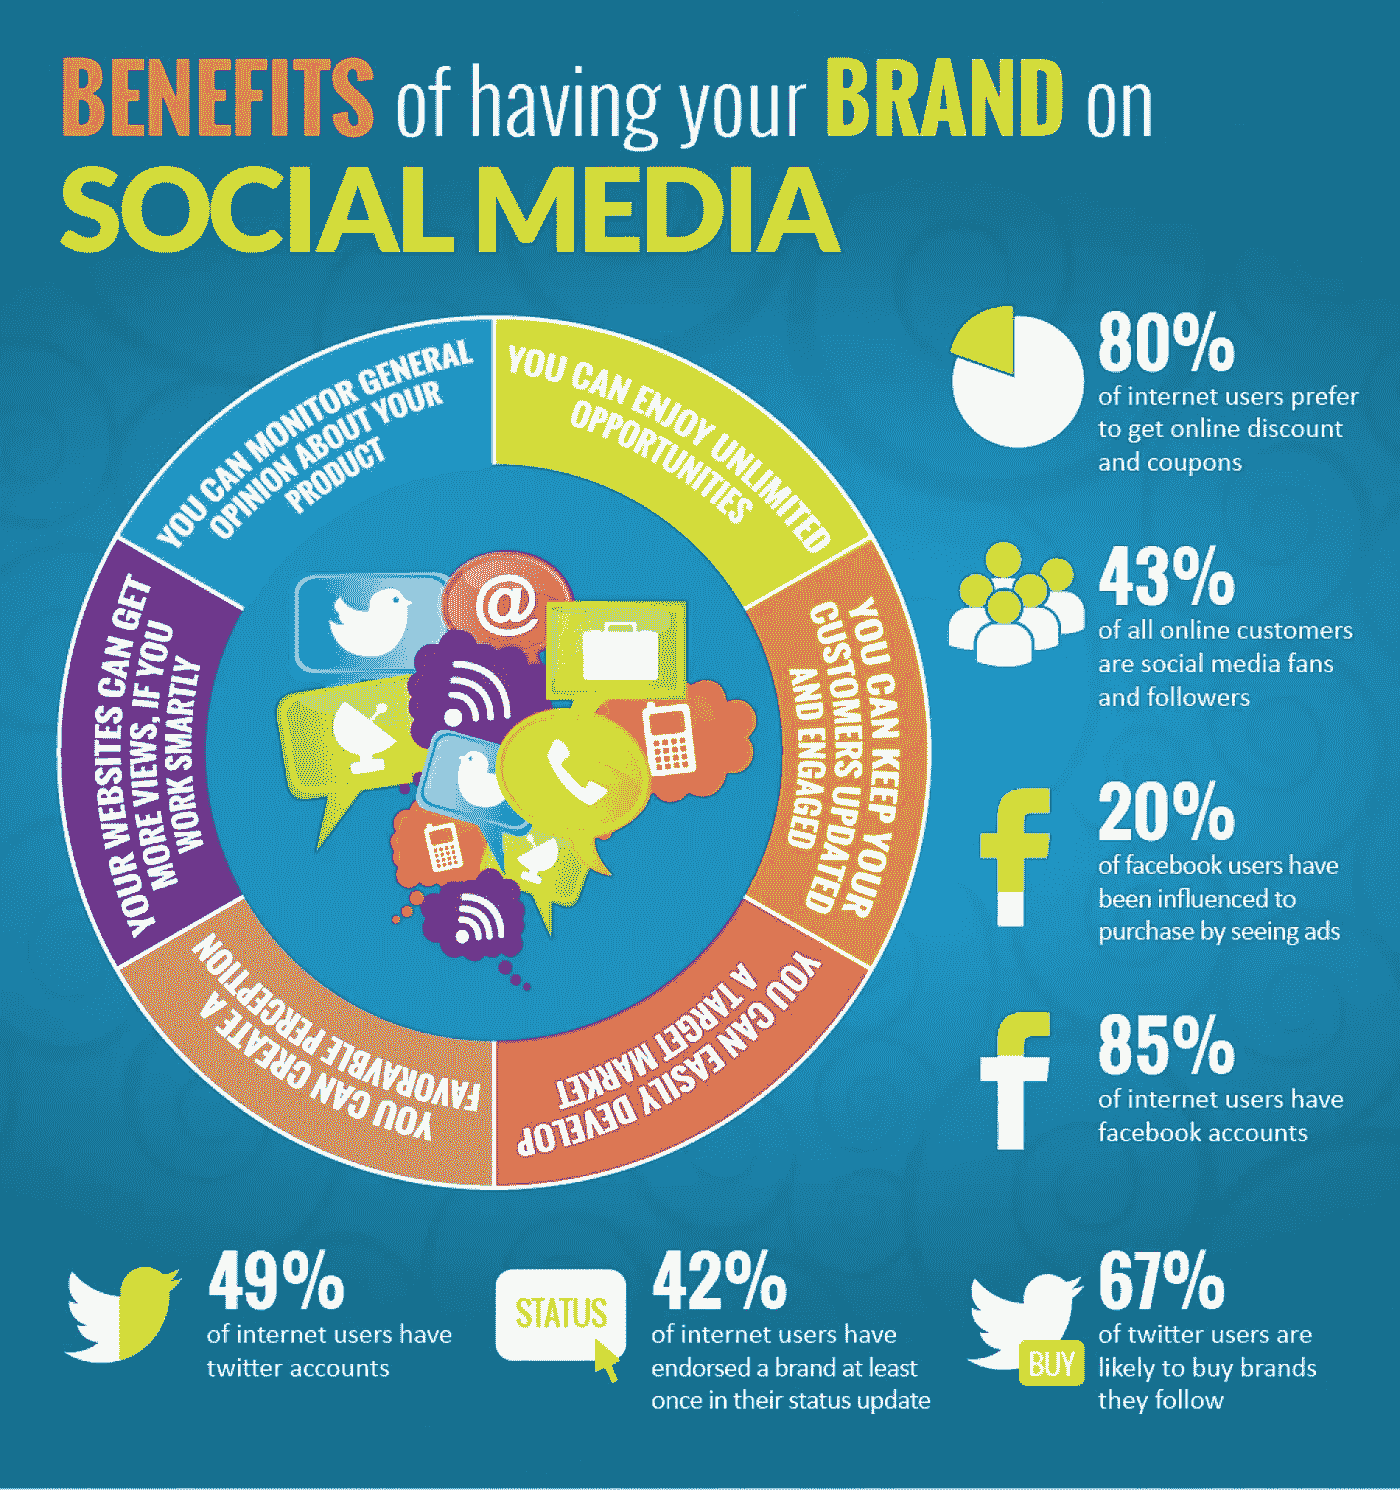 BENEFITS of having your BRAND on
SOCIAL MEDIA
YOU CAN MONITOR GENERAL
OPINION ABOUT YOUR
PRODUCT
YOU CAN ENJOY UNLIMITED
OPPORTUNITIES
YOU CAN KEEP YOUR
CUSTOMERS UPDATED
AND ENGAGED
YOU CAN EASILY DEVELOP
A TARGET MARKET
YOU CAN CREATE A
FAVORAVBLE PERCEPTION
YOUR WEBSITES CAN GET
MORE VIEWS, IF YOU
WORK SMARTLY
@
80%
of internet users prefer
to get online discount
and coupons
43%
of all online customers
are social media fans
and followers
f
20%
of facebook users have
been influenced to
purchase by seeing ads
f
85%
of internet users have
facebook accounts
49%
of internet users have
twitter accounts
STATUS
42%
of internet users have
endorsed a brand at least
once in their status update
BUY
67%
of twitter users are
likely to buy brands
they follow